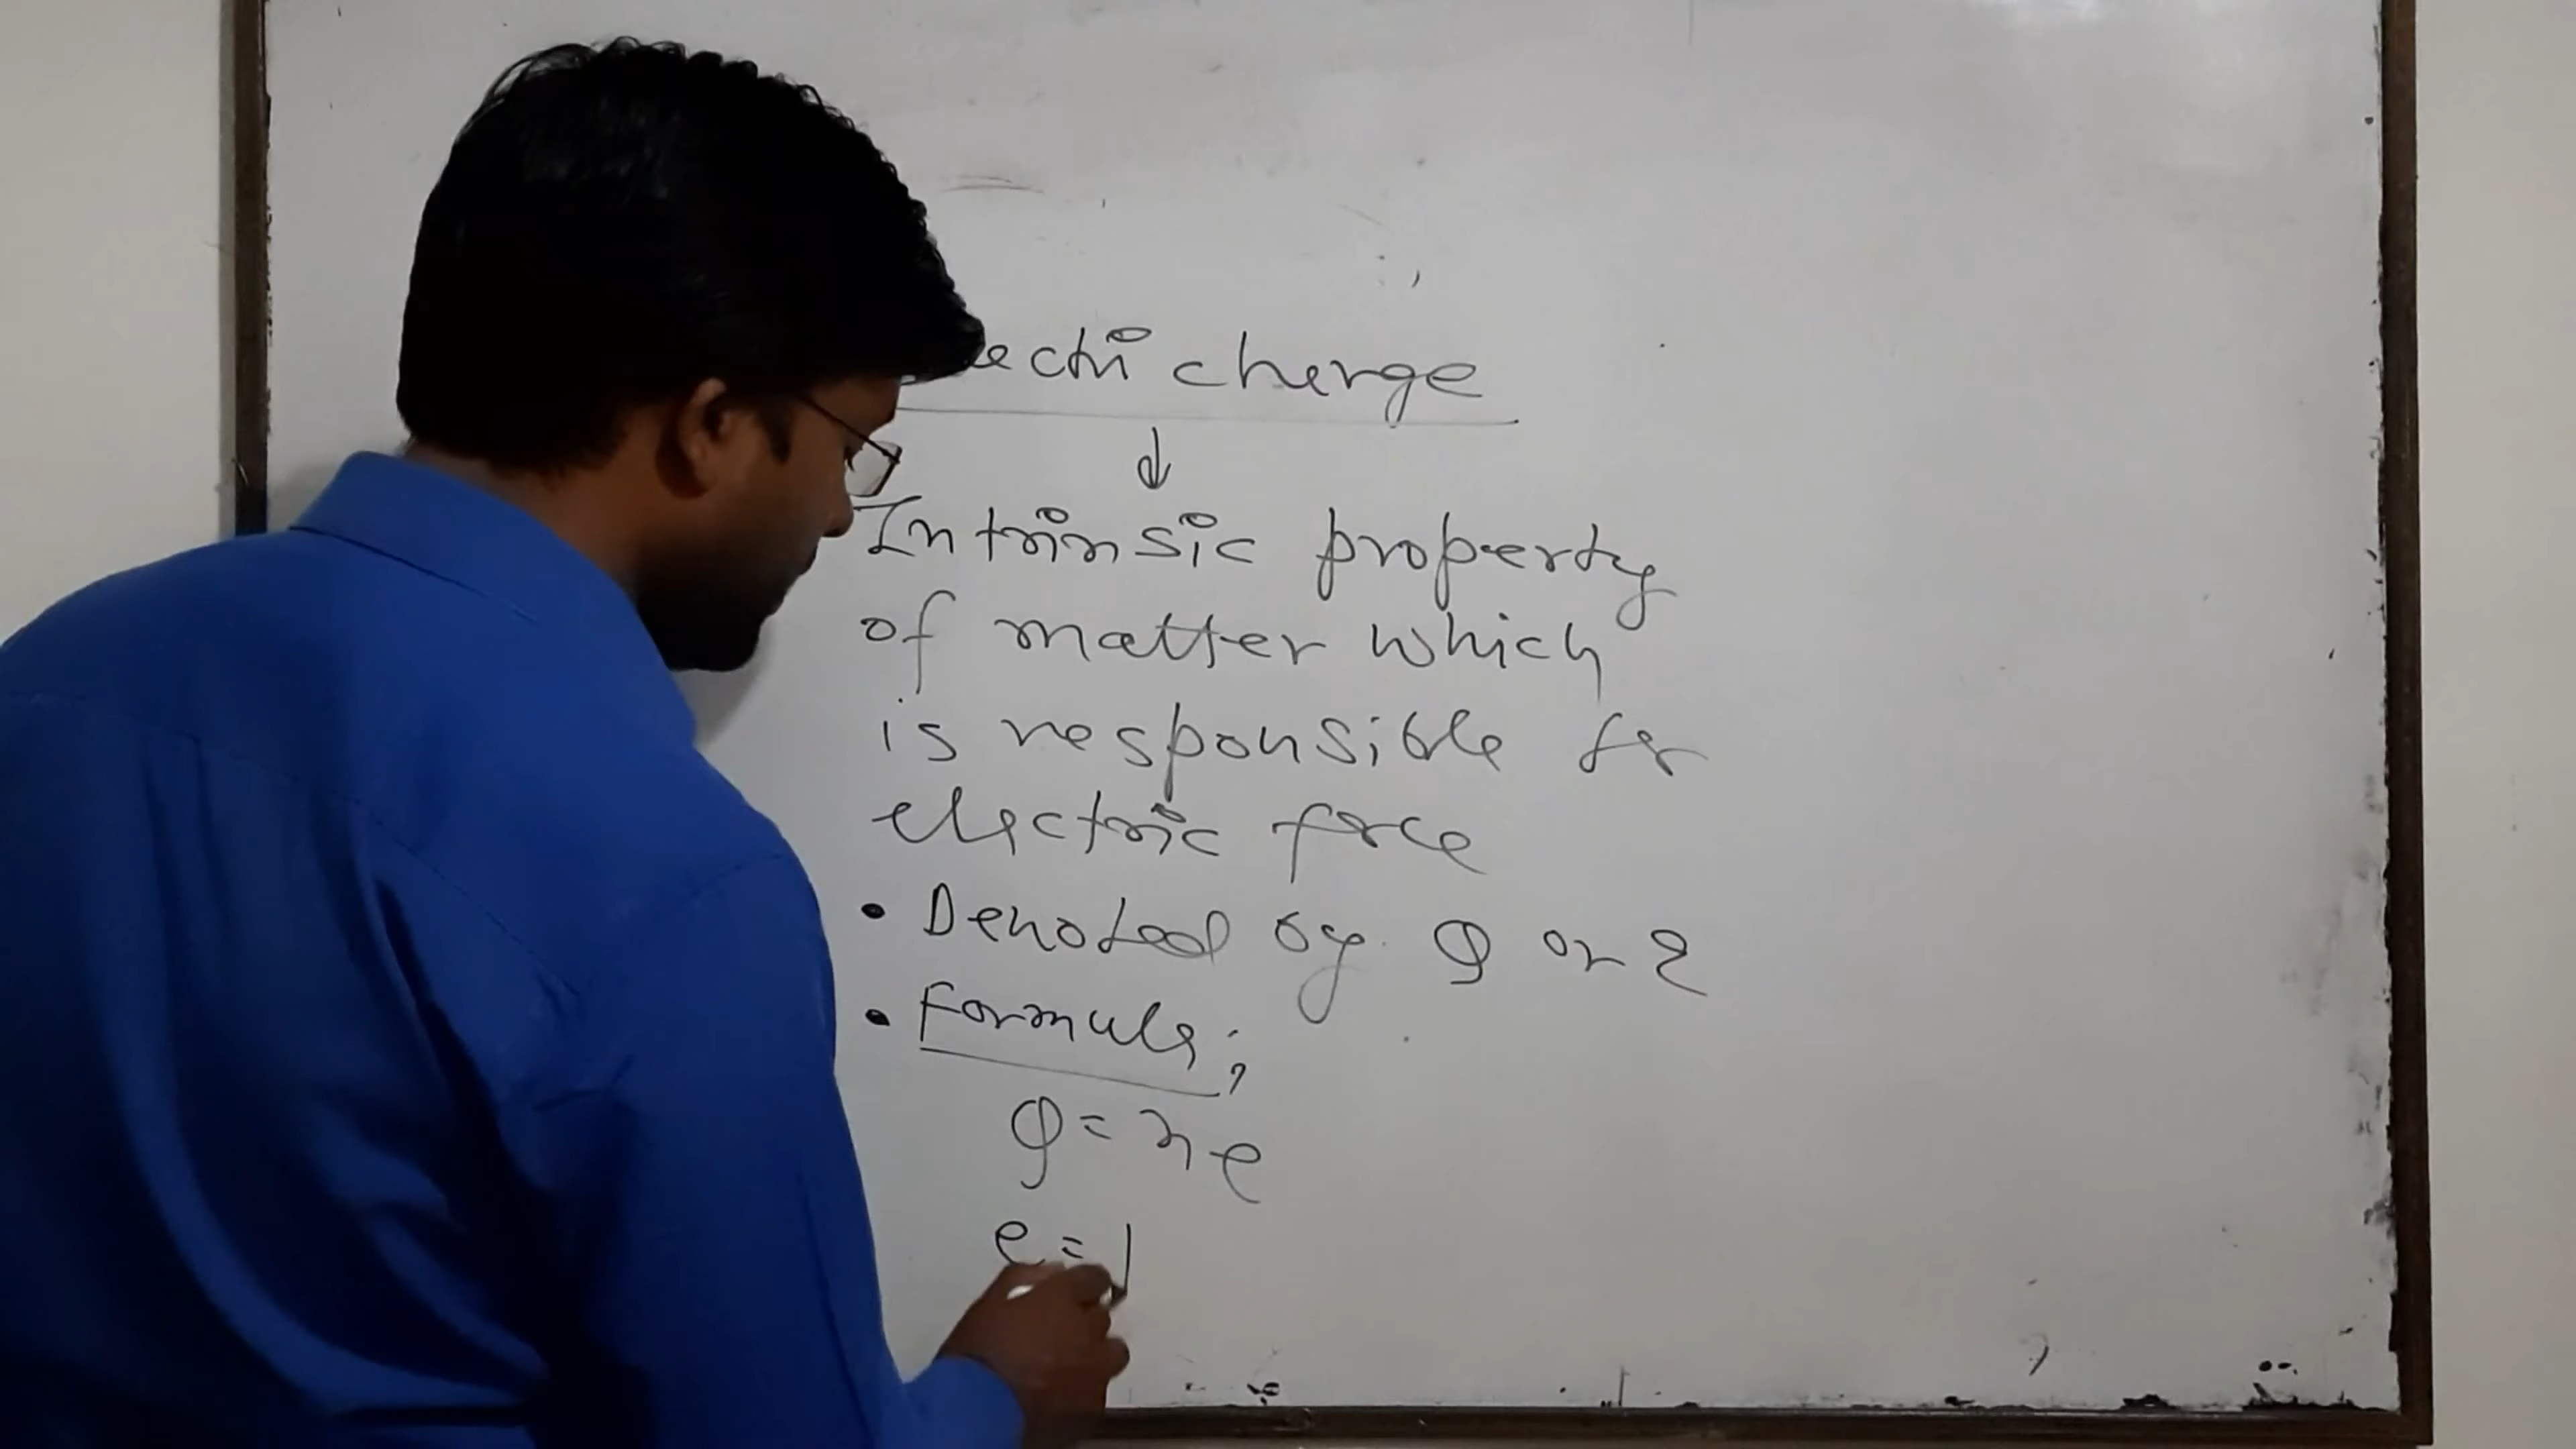 ectri charge
Intrinsic property
of matter which
is responsible for
electric force
• Denoted by Q or q
• Formula;
Q = ne
e = 1